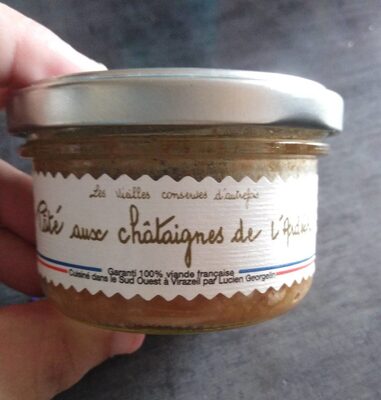 Les vieilles conserves d'autrefois
Pâté aux châtaignes de l'Ardèche
Garanti 100% viande française
Cuisiné dans le Sud Ouest à Virazeil par Lucien Georgelin